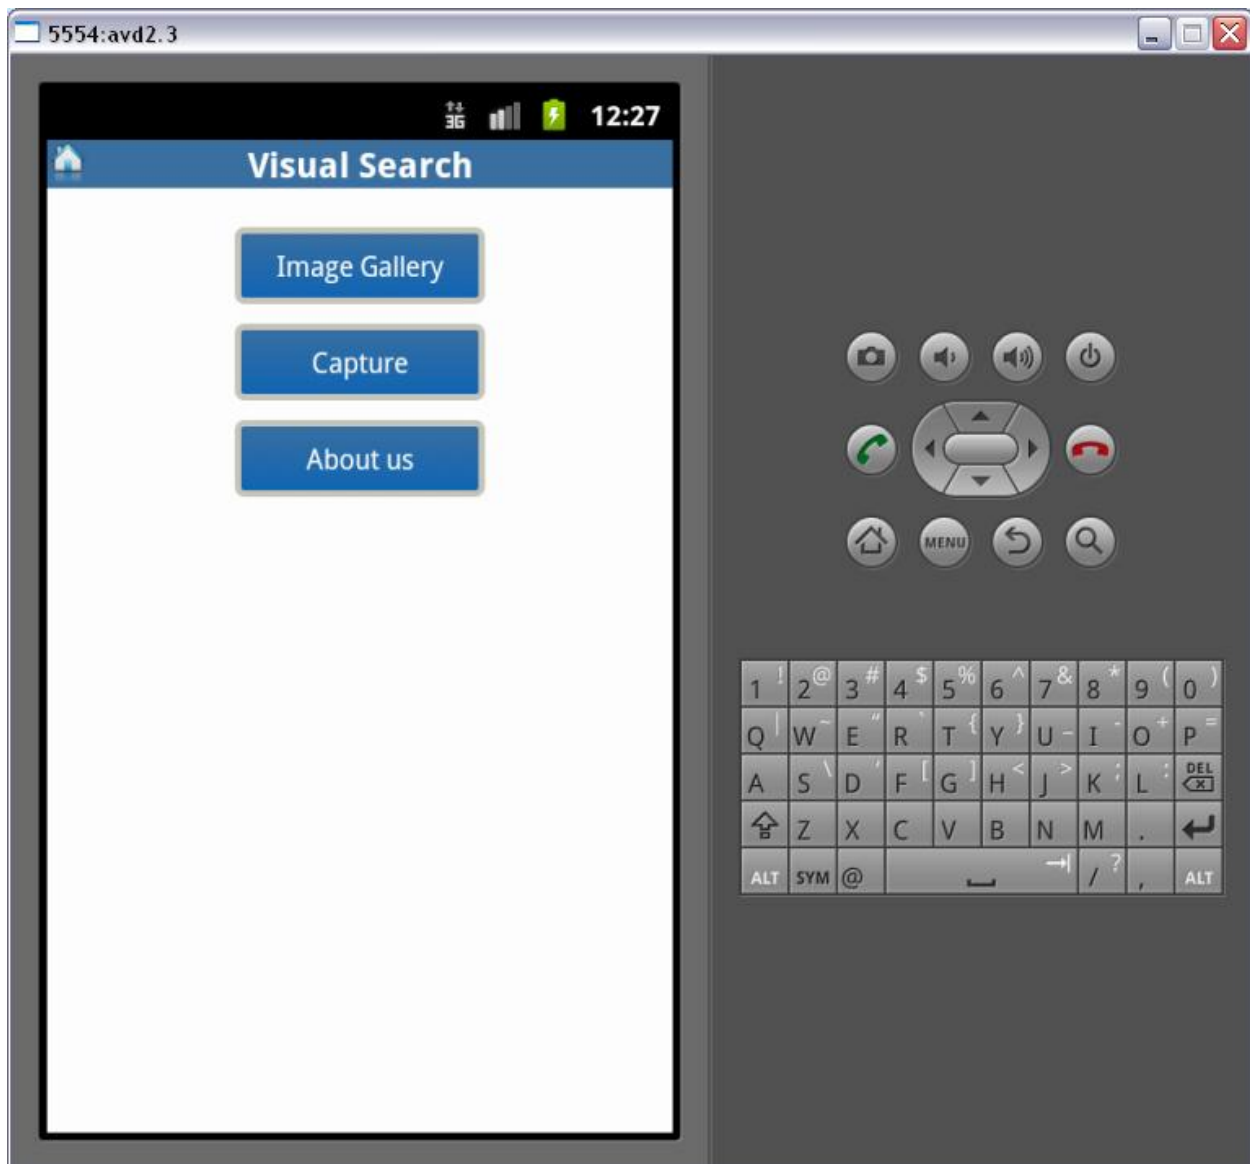 5554:avd2.3
3G 12:27
Visual Search
Image Gallery
Capture
About us
MENU
1 ! 2 @ 3 # 4 $ 5 % 6 ^ 7 & 8 * 9 ( 0 )
Q | W ~ E " R ` T { Y } U _ I - O + P =
A S \ D ' F [ G ] H < J > K ; L : DEL
Z X C V B N M .
ALT SYM @ / ? , ALT